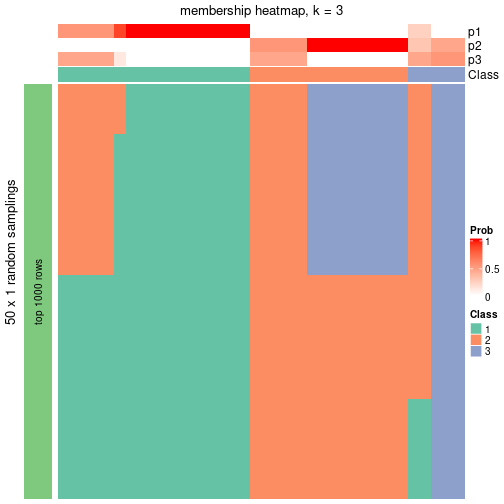 membership heatmap, k = 3
p1
p2
p3
Class
50 x 1 random samplings
top 1000 rows
Prob
1
0.5
0
Class
1
2
3